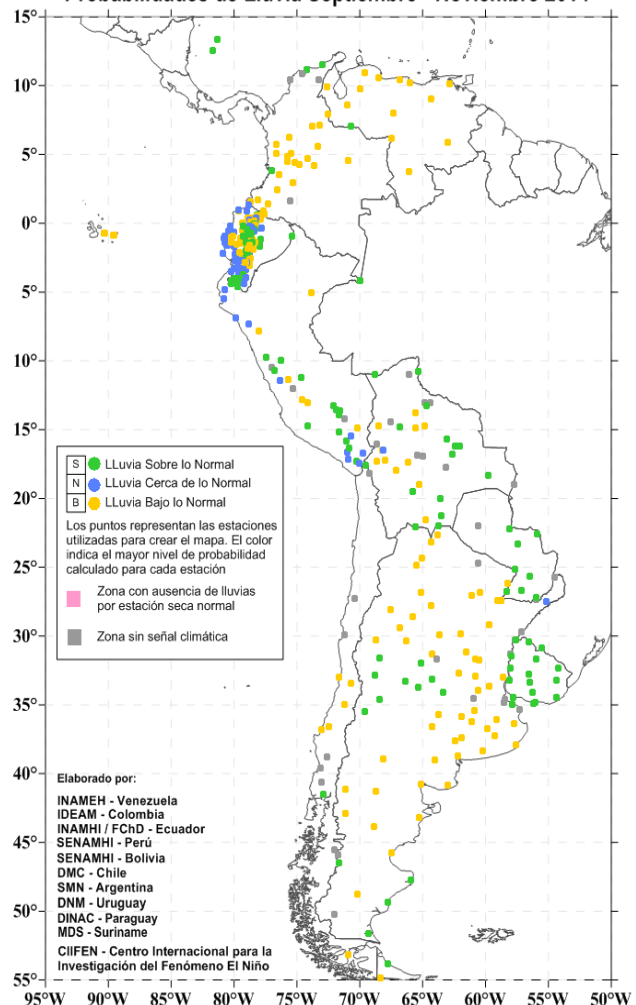 15°
10°
5°
0°
5°
10°
15°
20°
25°
30°
35°
40°
45°
50°
55°
S LLuvia Sobre lo Normal
N LLuvia Cerca de lo Normal
B LLuvia Bajo lo Normal
Los puntos representan las estaciones
utilizadas para crear el mapa. El color
indica el mayor nivel de probabilidad
calculado para cada estación
Zona con ausencia de lluvias
por estación seca normal
Zona sin señal climática
Elaborado por:
INAMEH - Venezuela
IDEAM - Colombia
INAMHI / FChD - Ecuador
SENAMHI - Perú
SENAMHI - Bolivia
DMC - Chile
SMN - Argentina
DNM - Uruguay
DINAC - Paraguay
MDS - Suriname
CIIFEN - Centro Internacional para la
Investigación del Fenómeno El Niño
95°W 90°W 85°W 80°W 75°W 70°W 65°W 60°W 55°W 50°W